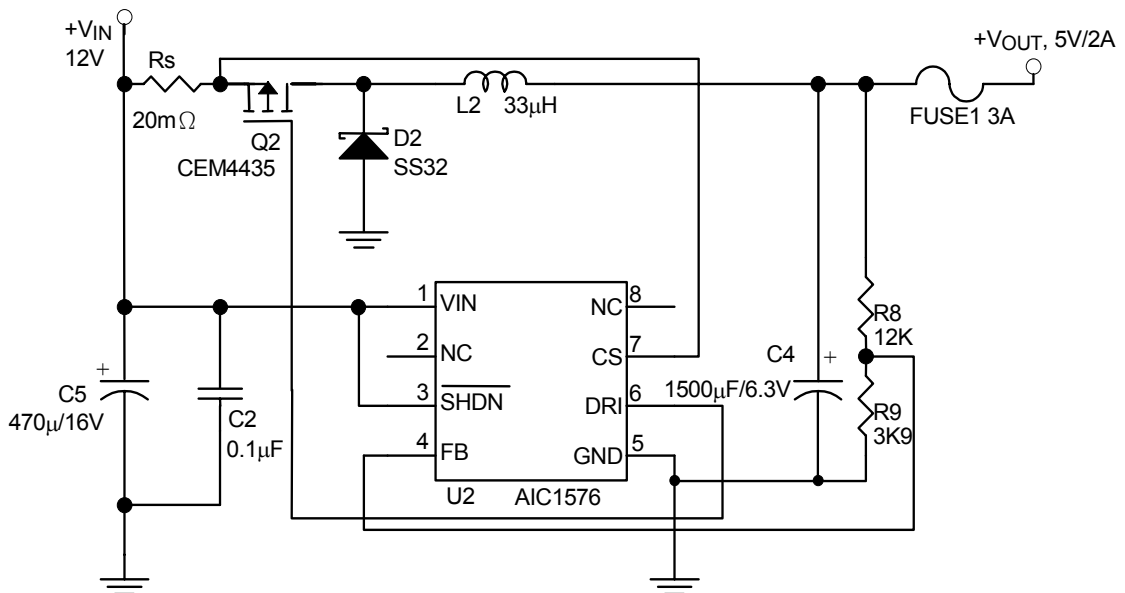 +VIN
12V
Rs
20mΩ
Q2
CEM4435
D2
SS32
L2 33µH
+VOUT, 5V/2A
FUSE1 3A
1 VIN
2 NC
3 SHDN
4 FB
NC 8
CS 7
DRI 6
GND 5
U2 AIC1576
C5
+
470µ/16V
C2
0.1µF
C4
+
1500µF/6.3V
R8
12K
R9
3K9